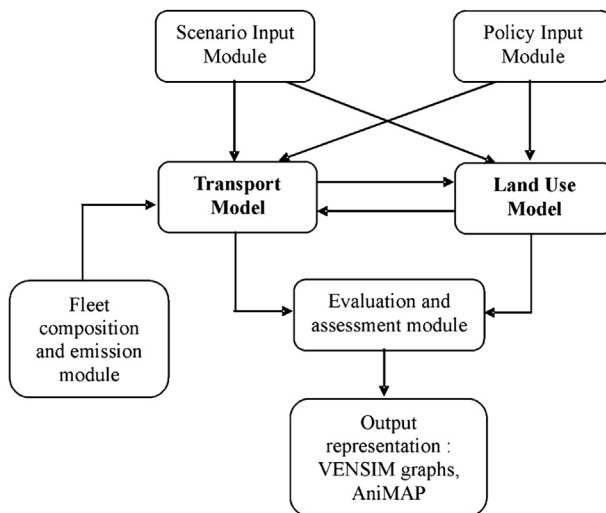 Scenario Input
Module
Policy Input
Module
Transport
Model
Land Use
Model
Fleet
composition
and emission
module
Evaluation and
assessment module
Output
representation :
VENSIM graphs,
AniMAP